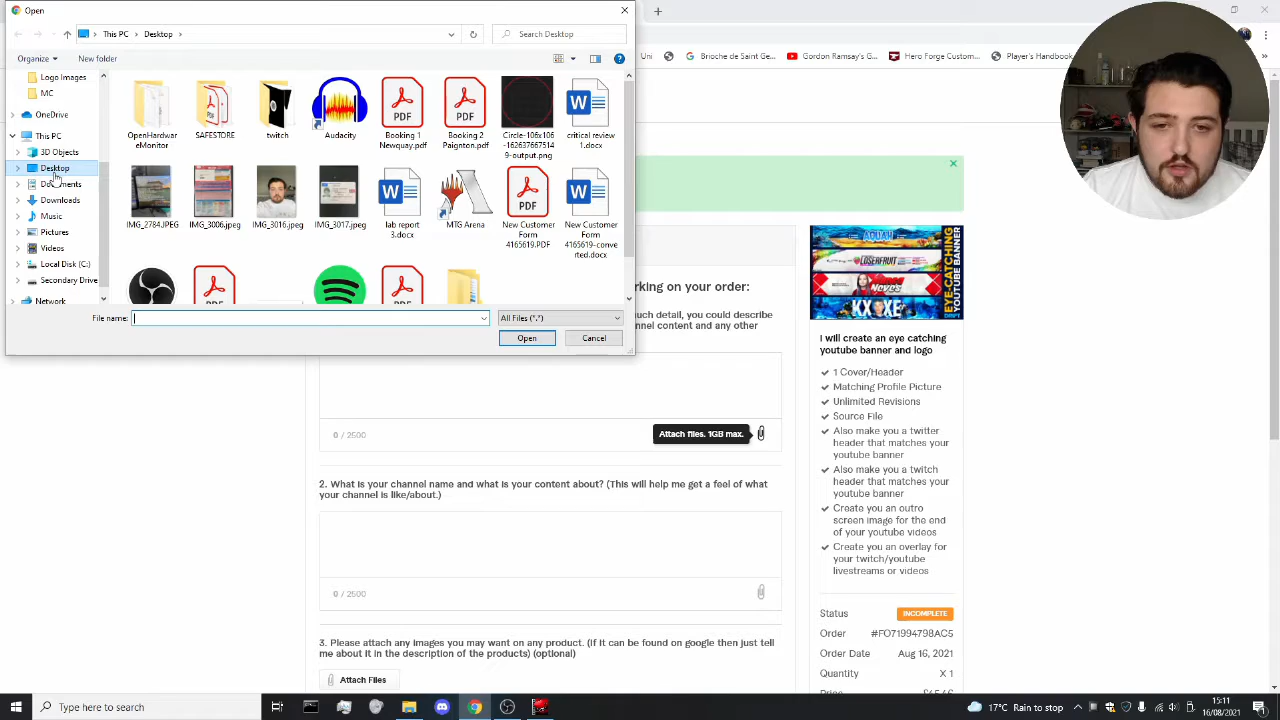 Open
This PC > Desktop >
Search Desktop
Organize
New folder
Logo Images
MC
OneDrive
This PC
3D Objects
Desktop
Documents
Downloads
Music
Pictures
Videos
Local Disk (C:)
Secondary Drive
Network
OpenHardwareMonitor
SAFESTORE
twitch
Audacity
Booking 1
Newquay.pdf
Booking 2
Paignton.pdf
Circle-106x106
-162637667751
9-output.png
critical review
1.docx
IMG_2784.JPEG
IMG_3006.jpeg
IMG_3016.jpeg
IMG_3017.jpeg
lab report
3.docx
MTG Arena
New Customer
Form
4165619.PDF
New Customer
Form
4165619-conve
rted.docx
File name:
All Files (*.*)
Open
Cancel
Uni
Brioche de Saint Ge...
Gordon Ramsay's G...
Hero Forge Custom...
Player's Handbook
rking on your order:
uch detail, you could describe
nnel content and any other
0 / 2500
Attach files. 1GB max.
2. What is your channel name and what is your content about? (This will help me get a feel of what
your channel is like/about.)
0 / 2500
3. Please attach any images you may want on any product. (If it can be found on google then just tell
me about it in the description of the products) (optional)
Attach Files
AQUAH
LOSERFRUIT
Neves
KXXE
EYE-CATCHING
YOUTUBE BANNER
I will create an eye catching
youtube banner and logo
1 Cover/Header
Matching Profile Picture
Unlimited Revisions
Source File
Also make you a twitter
header that matches your
youtube banner
Also make you a twitch
header that matches your
youtube banner
Create you an outro
screen image for the end
of your youtube videos
Create you an overlay for
your twitch/youtube
livestreams or videos
Status
INCOMPLETE
Order
#FO71994798AC5
Order Date
Aug 16, 2021
Quantity
X 1
Type here to search
17°C Rain to stop
15:11
16/08/2021